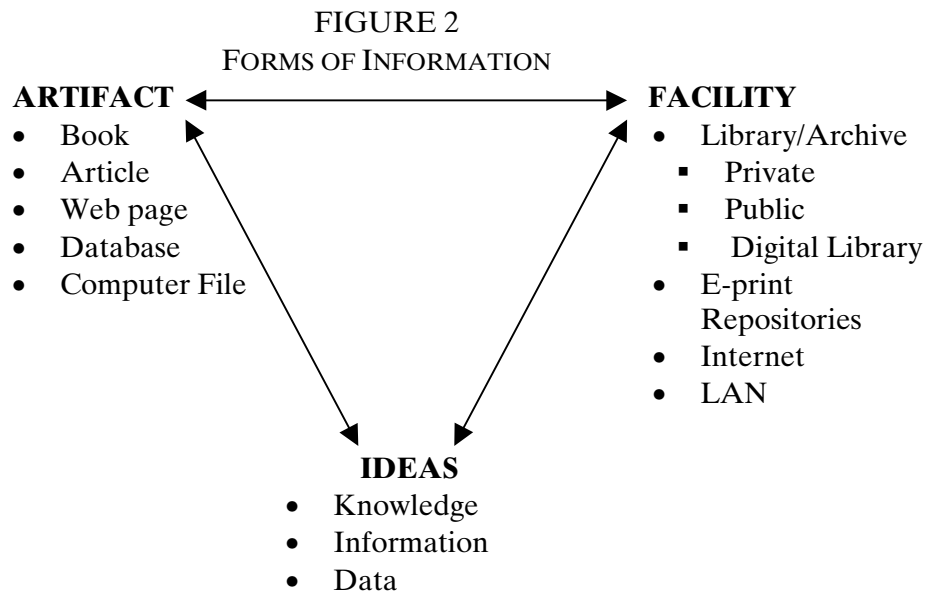 FIGURE 2
FORMS OF INFORMATION
ARTIFACT
• Book
• Article
• Web page
• Database
• Computer File
FACILITY
• Library/Archive
▪ Private
▪ Public
▪ Digital Library
• E-print
Repositories
• Internet
• LAN
IDEAS
• Knowledge
• Information
• Data